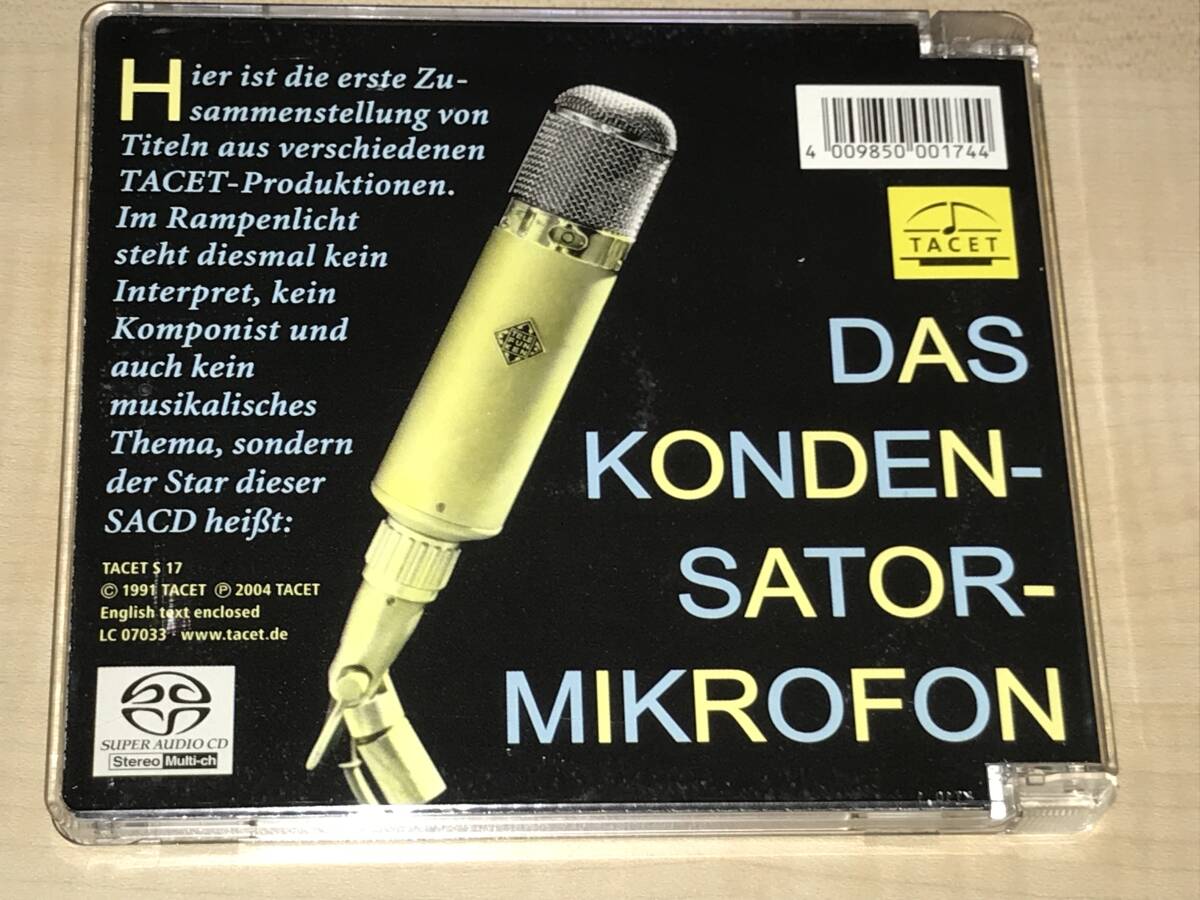 Hier ist die erste Zu-
sammenstellung von
Titeln aus verschiedenen
TACET-Produktionen.
Im Rampenlicht
steht diesmal kein
Interpret, kein
Komponist und
auch kein
musikalisches
Thema, sondern
der Star dieser
SACD heißt:
TACET S 17
© 1991 TACET ℗ 2004 TACET
English text enclosed
LC 07033 · www.tacet.de
SUPER AUDIO CD
Stereo Multi-ch
TELE
FUN
KEN
4 009850 001744
TACET
DAS
KONDEN-
SATOR-
MIKROFON